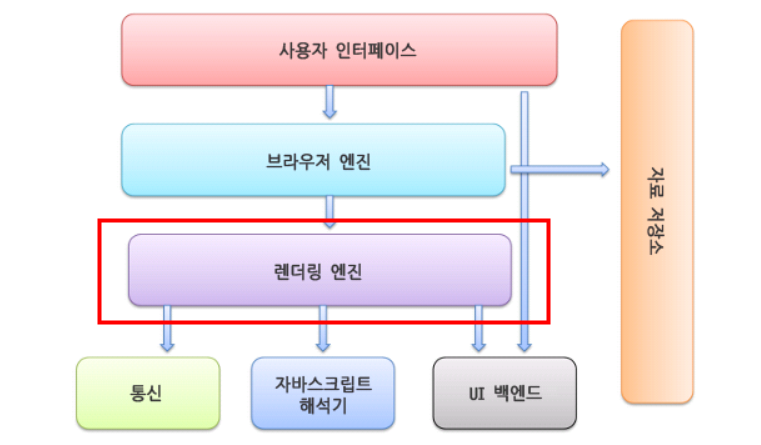 사용자 인터페이스
브라우저 엔진
자료 저장소
렌더링 엔진
통신
자바스크립트
해석기
UI 백엔드